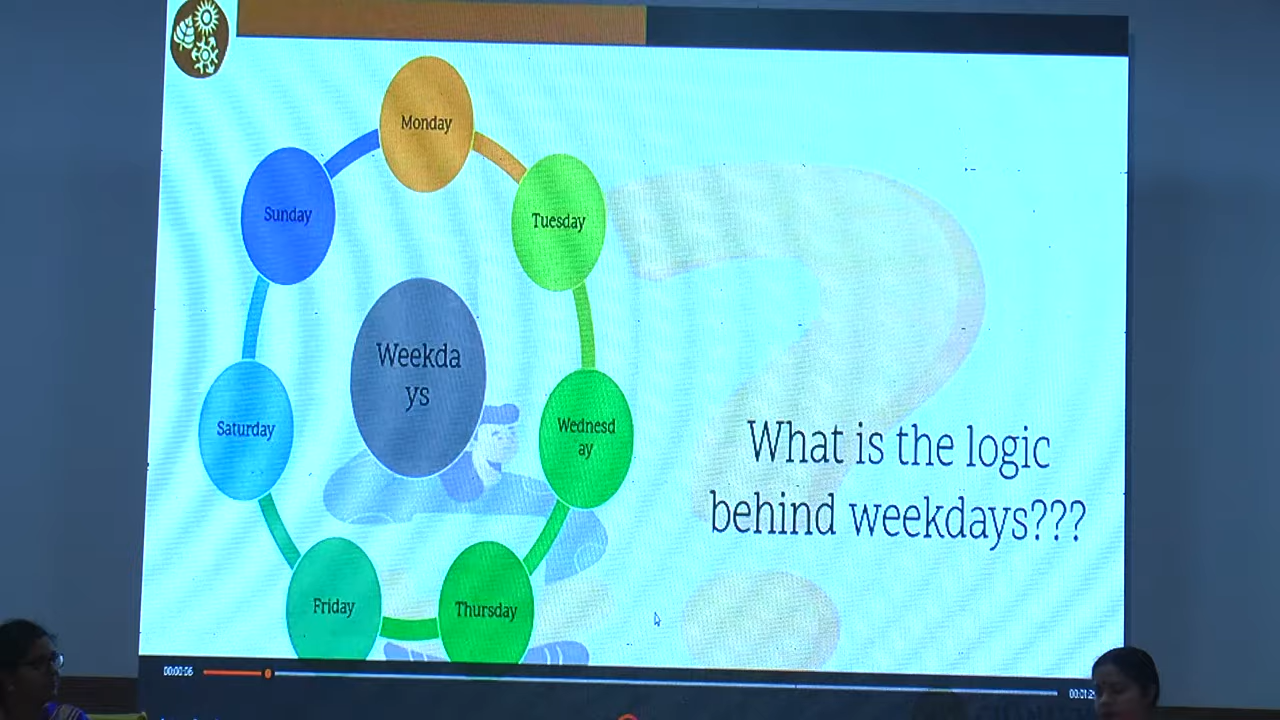 Monday
Sunday
Tuesday
Weekda
ys
Saturday
Wednesd
ay
Friday
Thursday
What is the logic
behind weekdays???
00:00:06